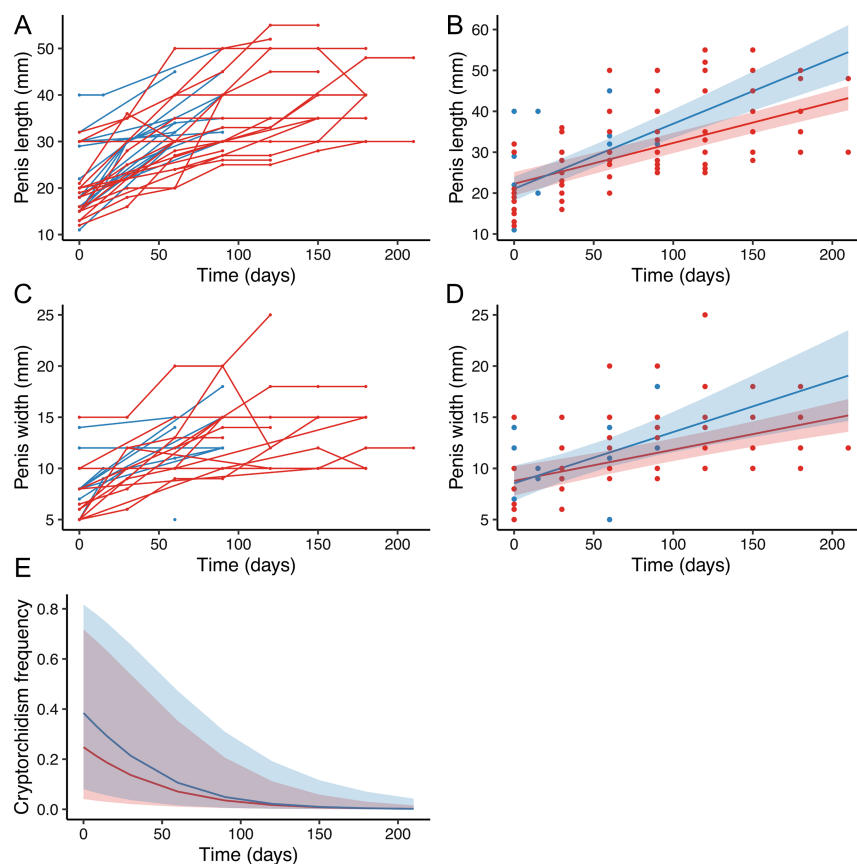 A
B
Penis length (mm)
50
40
30
20
10
0 50 100 150 200
Time (days)
Penis length (mm)
60
50
40
30
20
10
0 50 100 150 200
Time (days)
C
D
Penis width (mm)
25
20
15
10
5
0 50 100 150 200
Time (days)
Penis width (mm)
25
20
15
10
5
0 50 100 150 200
Time (days)
E
Cryptorchidism frequency
0.8
0.6
0.4
0.2
0.0
0 50 100 150 200
Time (days)